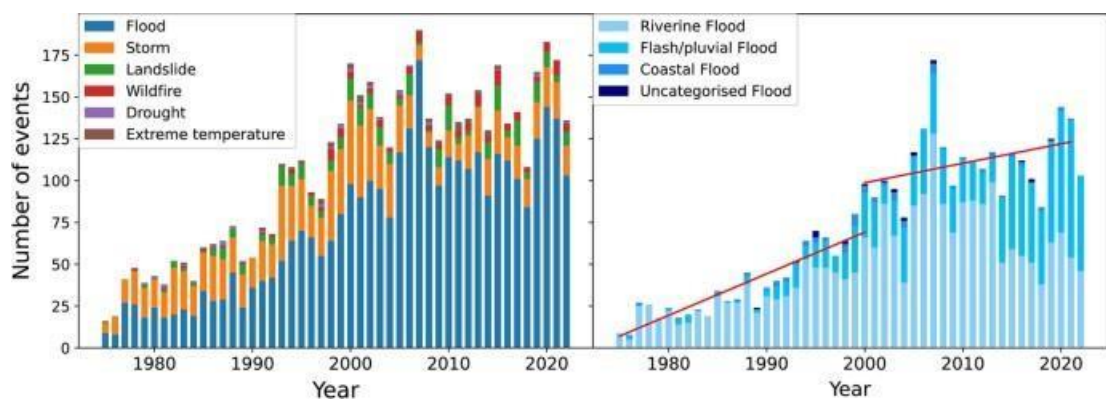 Flood
Storm
Landslide
Wildfire
Drought
Extreme temperature
Number of events
175
150
125
100
75
50
25
0
1980
1990
2000
2010
2020
Year
Riverine Flood
Flash/pluvial Flood
Coastal Flood
Uncategorised Flood
1980
1990
2000
2010
2020
Year